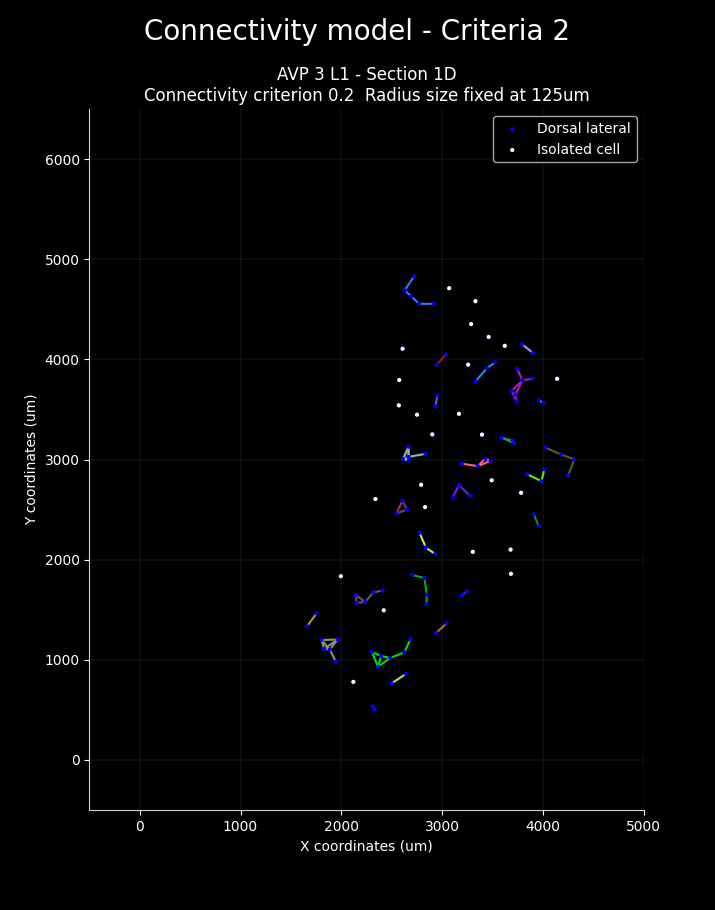 Connectivity model - Criteria 2
AVP 3 L1 - Section 1D
Connectivity criterion 0.2  Radius size fixed at 125um
Dorsal lateral
Isolated cell
6000
5000
4000
3000
2000
1000
0
Y coordinates (um)
0
1000
2000
3000
4000
5000
X coordinates (um)